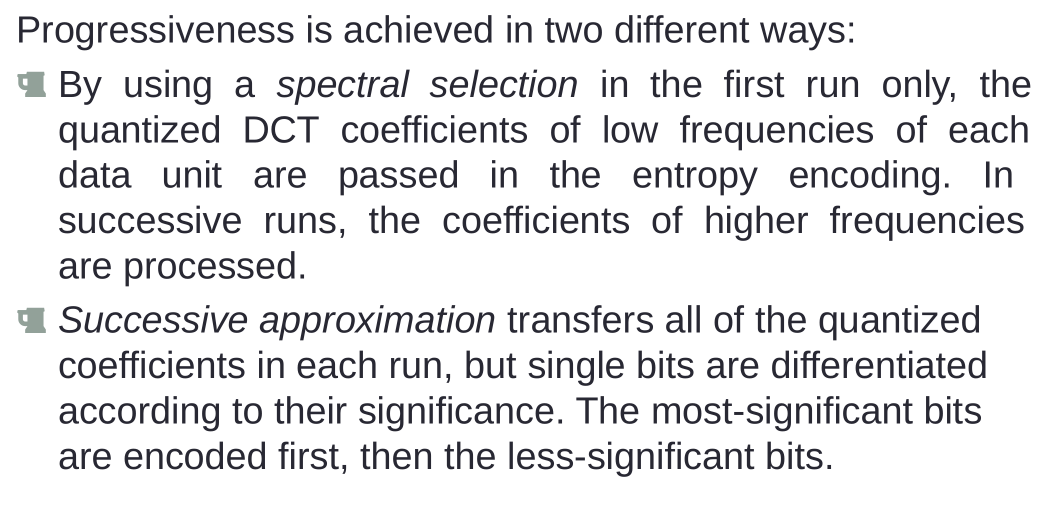 Progressiveness is achieved in two different ways:
By using a spectral selection in the first run only, the
quantized DCT coefficients of low frequencies of each
data unit are passed in the entropy encoding. In
successive runs, the coefficients of higher frequencies
are processed.
Successive approximation transfers all of the quantized
coefficients in each run, but single bits are differentiated
according to their significance. The most-significant bits
are encoded first, then the less-significant bits.